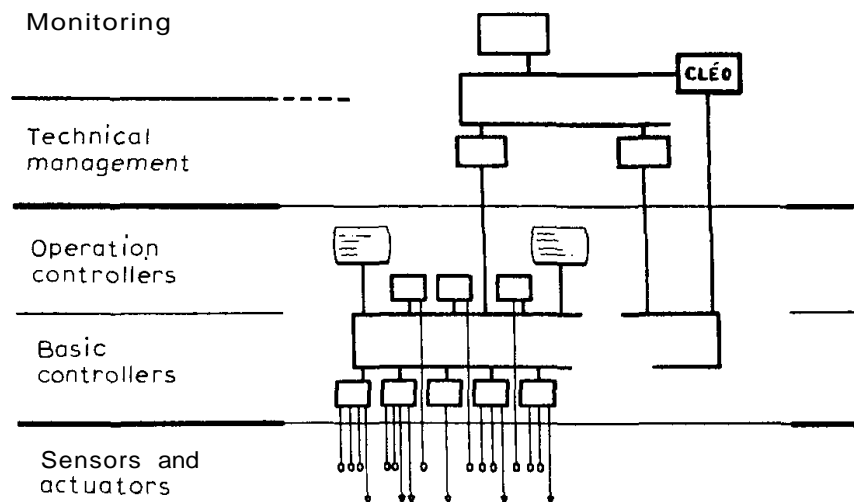 Monitoring
CLÉO
Technical
management
Operation
controllers
Basic
controllers
Sensors and
actuators